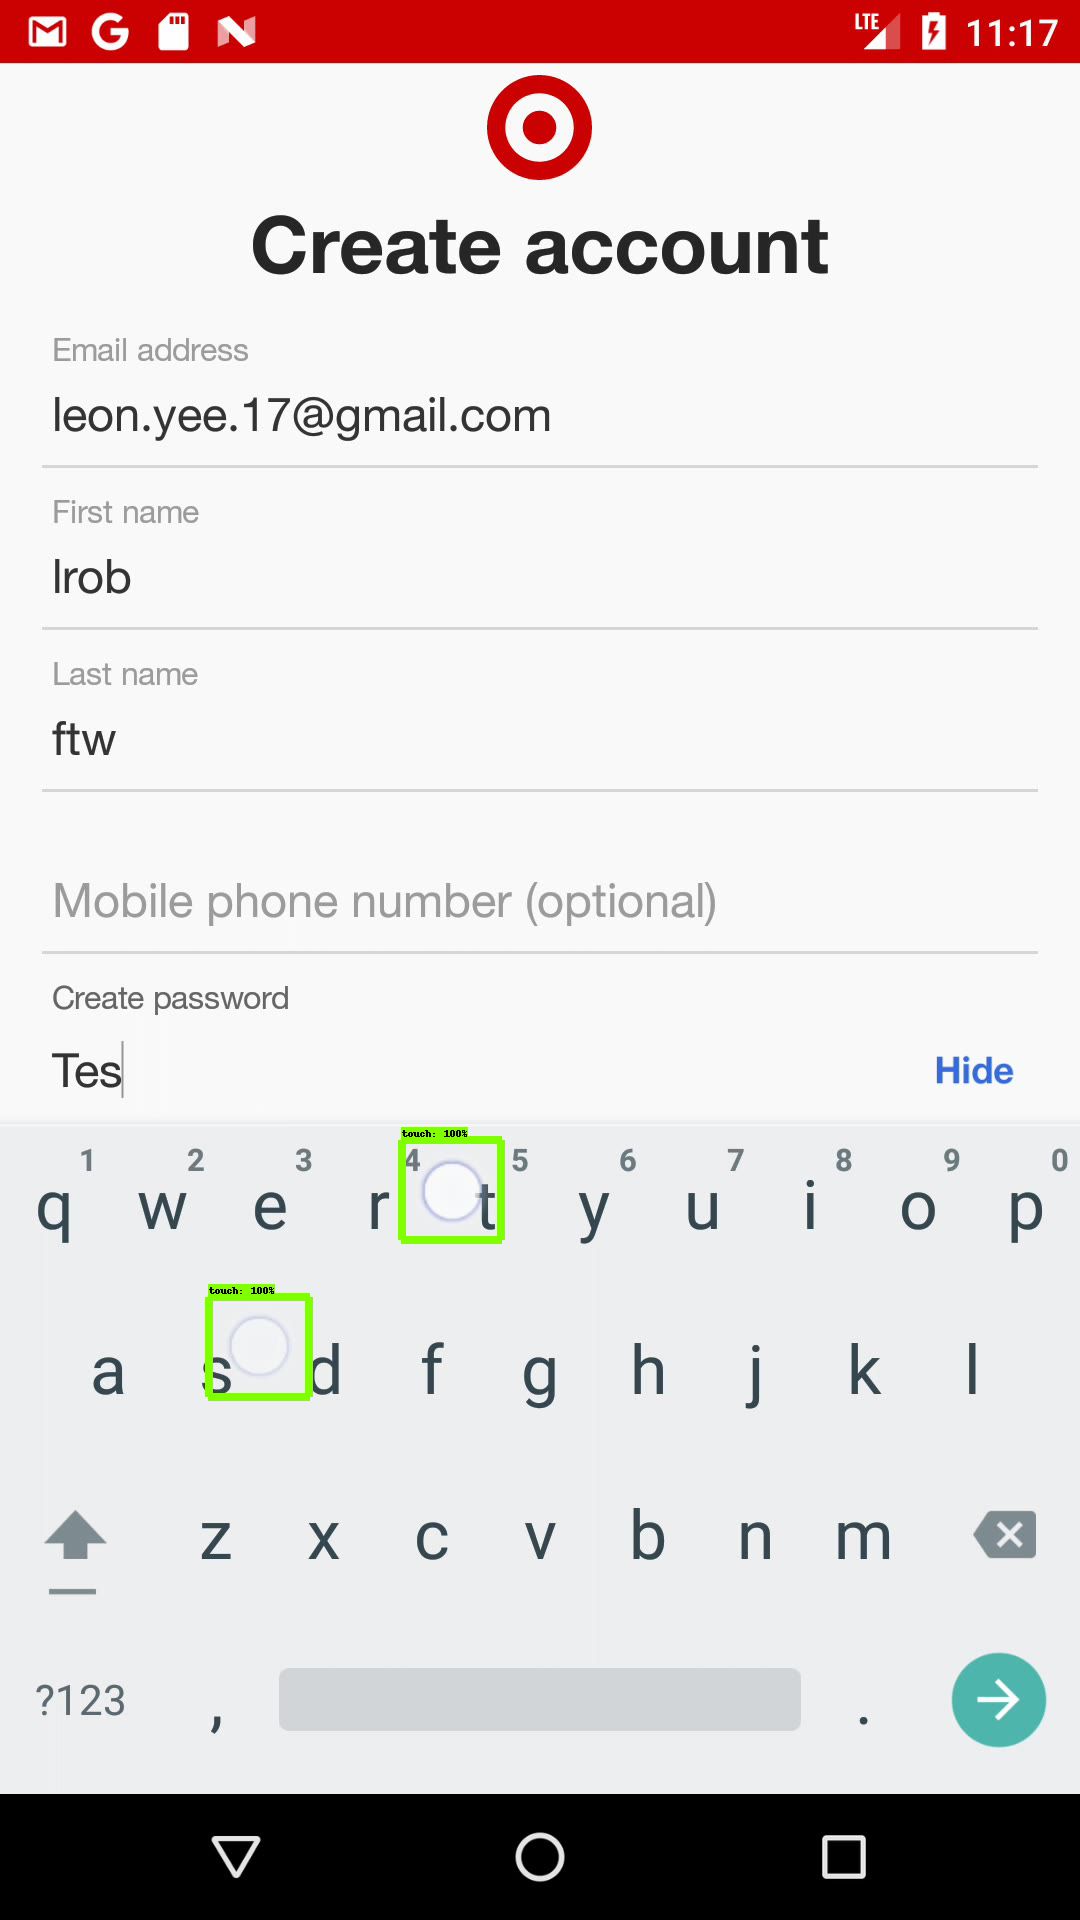 LTE 11:17
Create account
Email address
leon.yee.17@gmail.com
First name
lrob
Last name
ftw
Mobile phone number (optional)
Create password
Tes
Hide
touch: 100%
1 2 3 4 5 6 7 8 9 0
q w e r t y u i o p
touch: 100%
a s d f g h j k l
z x c v b n m
?123 , .